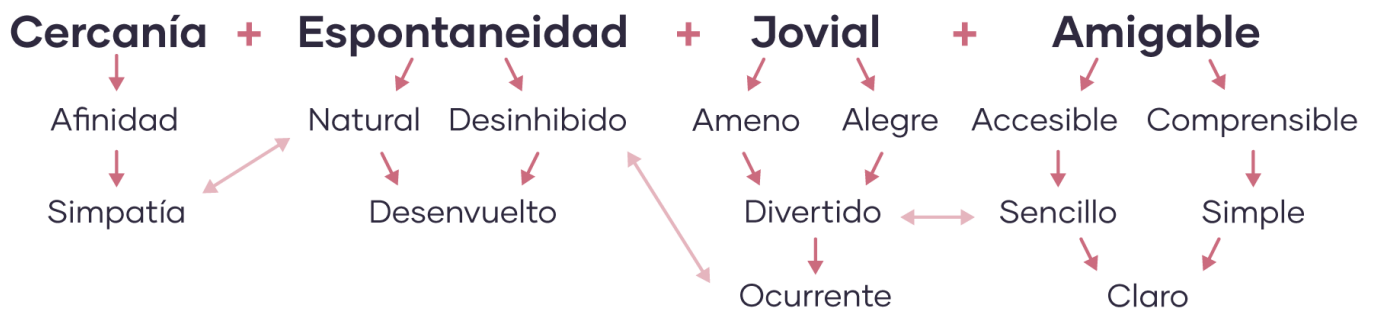 Cercanía + Espontaneidad + Jovial + Amigable
Afinidad Natural Desinhibido Ameno Alegre Accesible Comprensible
Simpatía Desenvuelto Divertido Sencillo Simple
Ocurrente Claro